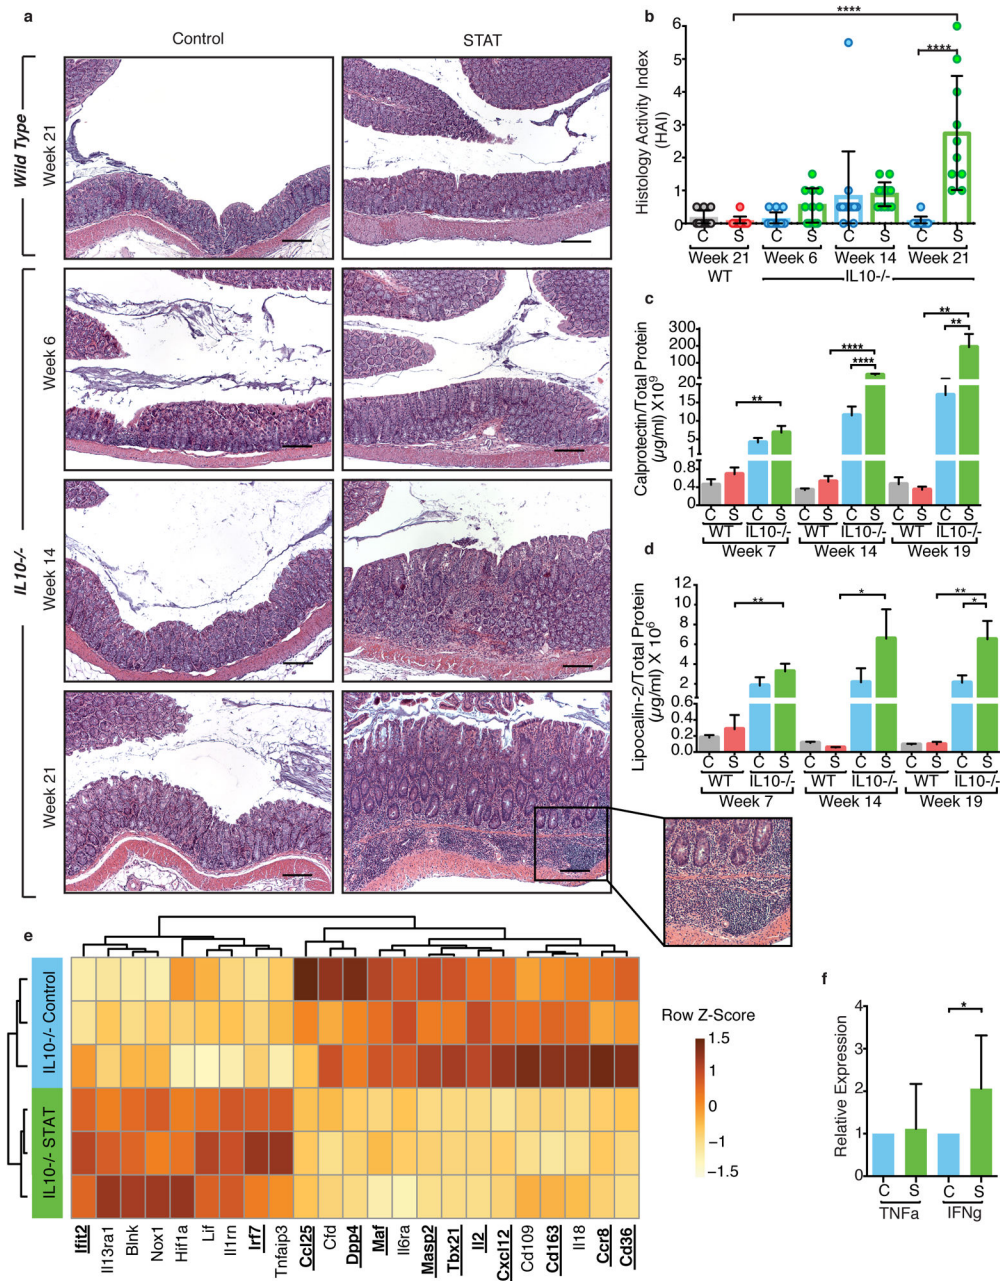 a
Control
STAT
Wild Type
Week 21
IL10-/-
Week 6
Week 14
Week 21
b
Histology Activity Index
(HAI)
6
5
4
3
2
1
0
****
****
C S C S C S C S
Week 21 Week 6 Week 14 Week 21
WT IL10-/-
c
Calprotectin/Total Protein
(µg/ml) X10⁹
300
200
100
20
15
10
5
1
0.8
0.4
0
**
****
****
**
**
C S C S C S C S C S C S
WT IL10-/- WT IL10-/- WT IL10-/-
Week 7 Week 14 Week 19
d
Lipocalin-2/Total Protein
(µg/ml) X 10⁶
12
10
8
6
4
2
0.6
0.4
0.2
0.0
**
*
**
*
C S C S C S C S C S C S
WT IL10-/- WT IL10-/- WT IL10-/-
Week 7 Week 14 Week 19
e
IL10-/- Control
IL10-/- STAT
Ifit2
Il13ra1
Blnk
Nox1
Hif1a
Lif
Il1rn
Irf7
Tnfaip3
Ccl25
Cfd
Dpp4
Maf
Il6ra
Masp2
Tbx21
Il2
Cxcl12
Cd109
Cd163
Il18
Ccr8
Cd36
Row Z-Score
1.5
1
0
−1
−1.5
f
Relative Expression
4
3
2
1
0
*
C S C S
TNFa IFNg